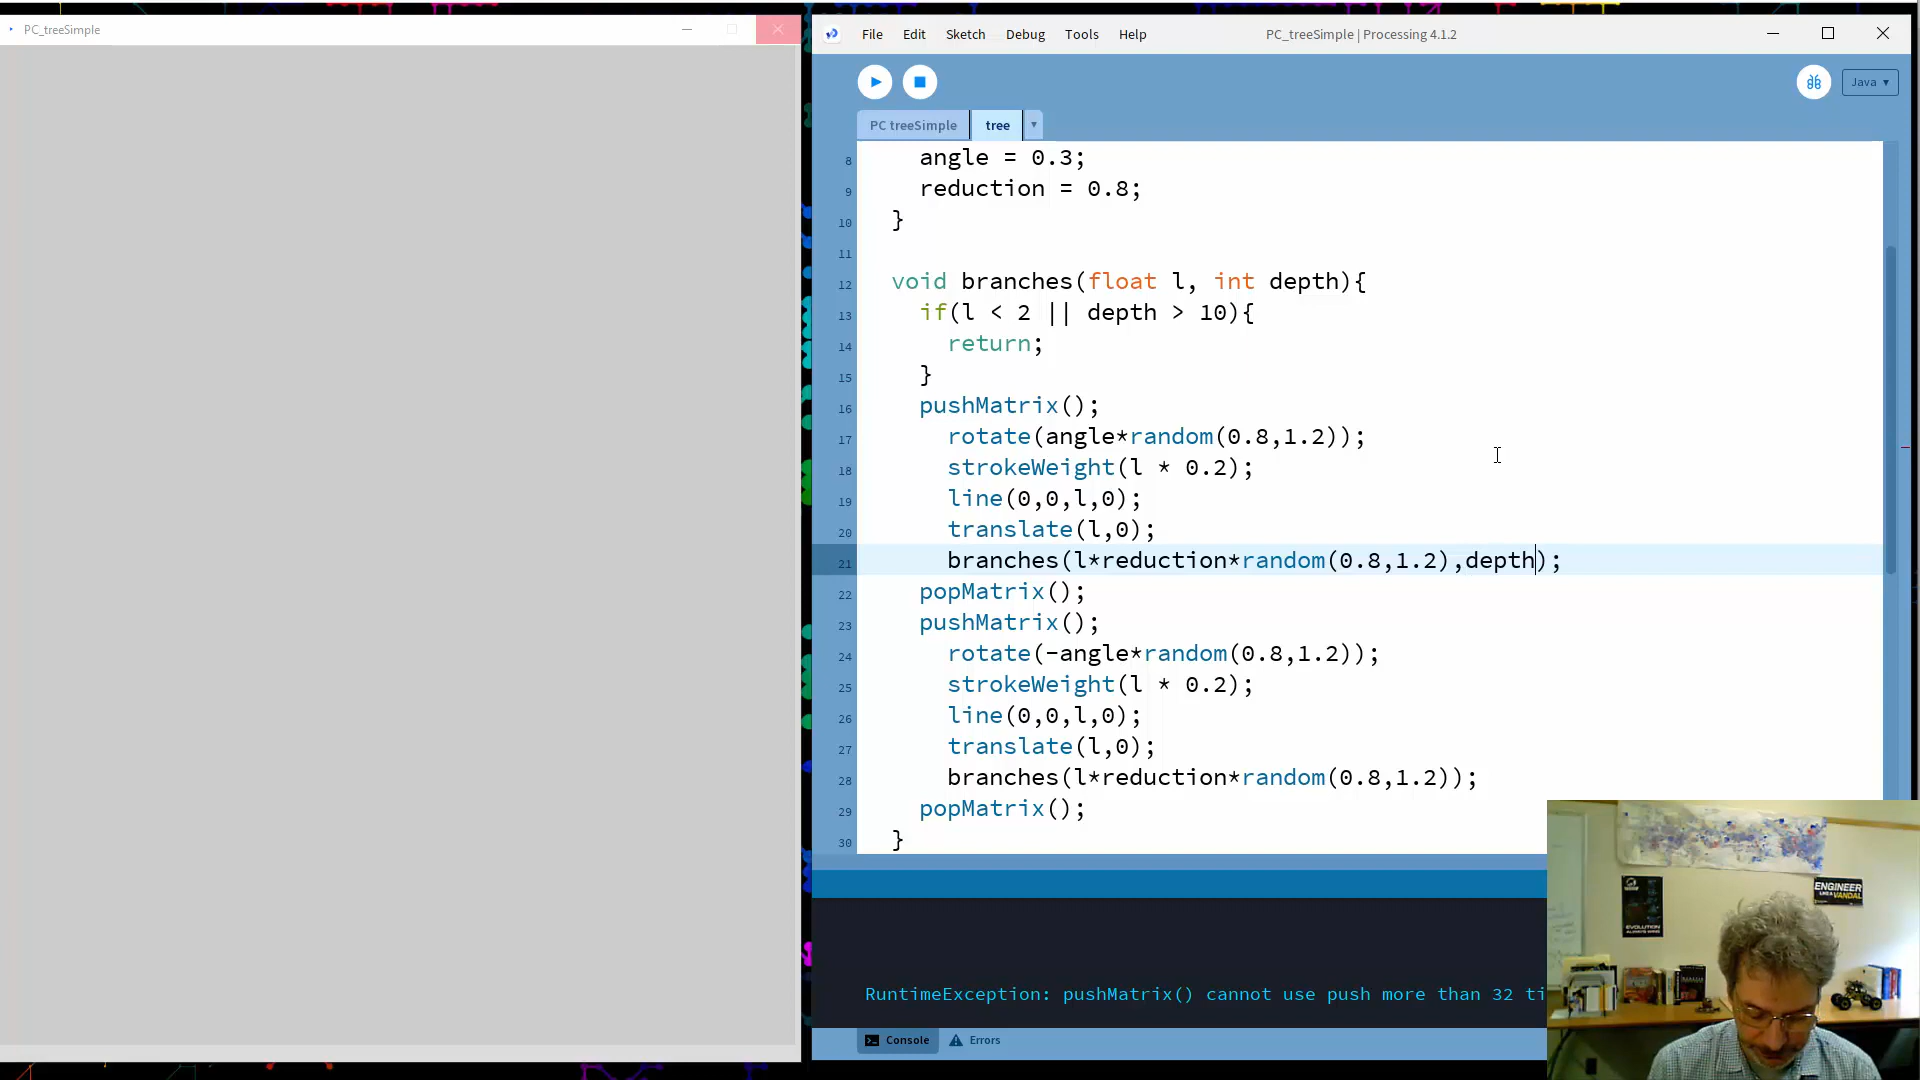 PC_treeSimple
File Edit Sketch Debug Tools Help
PC_treeSimple | Processing 4.1.2
Java ▾
PC treeSimple tree ▾
8 angle = 0.3;
9 reduction = 0.8;
10 }
11
12 void branches(float l, int depth){
13 if(l < 2 || depth > 10){
14 return;
15 }
16 pushMatrix();
17 rotate(angle*random(0.8,1.2));
18 strokeWeight(l * 0.2);
19 line(0,0,l,0);
20 translate(l,0);
21 branches(l*reduction*random(0.8,1.2),depth);
22 popMatrix();
23 pushMatrix();
24 rotate(-angle*random(0.8,1.2));
25 strokeWeight(l * 0.2);
26 line(0,0,l,0);
27 translate(l,0);
28 branches(l*reduction*random(0.8,1.2));
29 popMatrix();
30 }
RuntimeException: pushMatrix() cannot use push more than 32 ti
Console Errors
ENGINEER
LIKE A
VANDAL
EVOLUTION